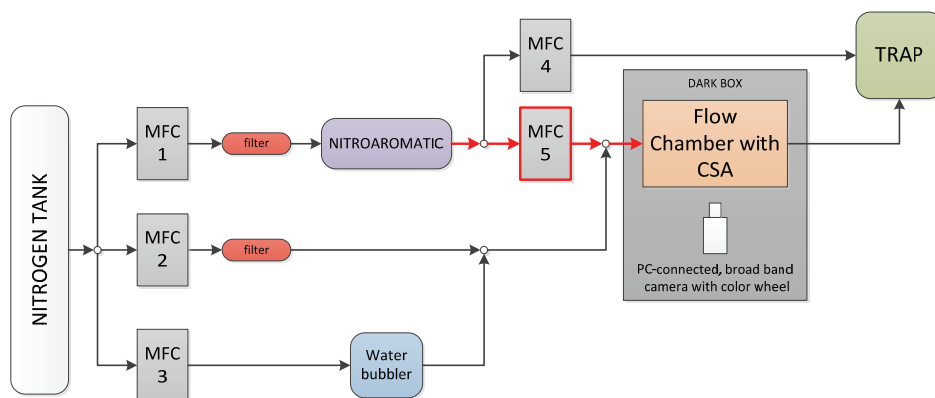 NITROGEN TANK
MFC
1
filter
NITROAROMATIC
MFC
4
MFC
5
TRAP
DARK BOX
Flow
Chamber with
CSA
PC-connected, broad band
camera with color wheel
MFC
2
filter
MFC
3
Water
bubbler